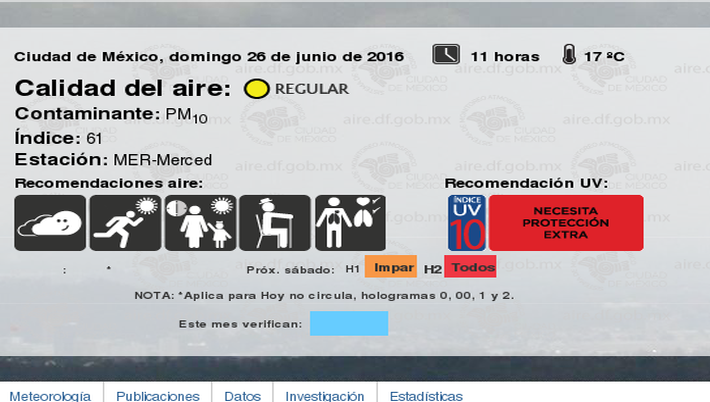 Ciudad de México, domingo 26 de junio de 2016 11 horas 17 ºC
Calidad del aire: REGULAR
Contaminante: PM10
Índice: 61
Estación: MER-Merced
Recomendaciones aire: Recomendación UV:
ÍNDICE UV 10 NECESITA PROTECCIÓN EXTRA
: * Próx. sábado: H1 Impar H2 Todos
NOTA: *Aplica para Hoy no circula, hologramas 0, 00, 1 y 2.
Este mes verifican:
Meteorología Publicaciones Datos Investigación Estadísticas